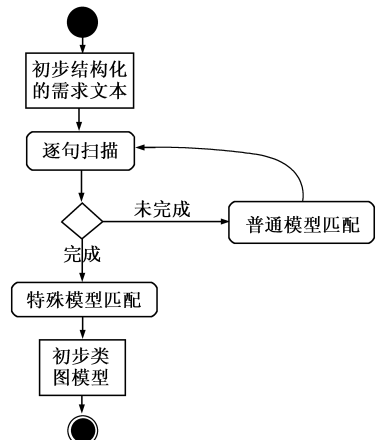 初步结构化
的需求文本
逐句扫描
未完成
普通模型匹配
完成
特殊模型匹配
初步类
图模型